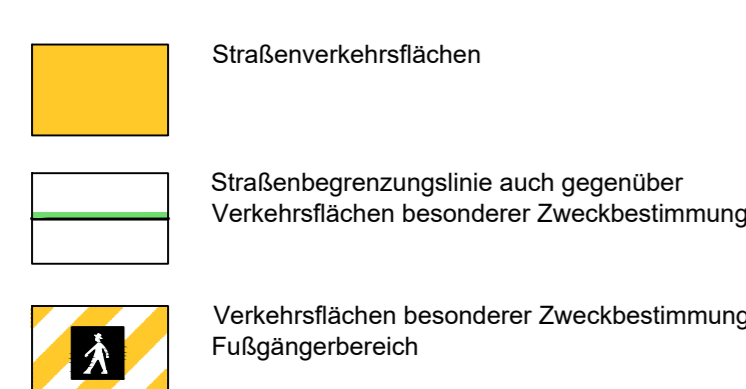 Straßenverkehrsflächen
Straßenbegrenzungslinie auch gegenüber
Verkehrsflächen besonderer Zweckbestimmung
Verkehrsflächen besonderer Zweckbestimmung
Fußgängerbereich